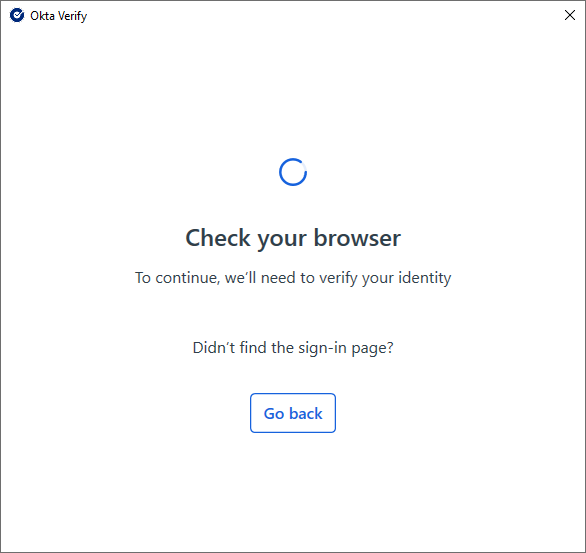 Okta Verify
Check your browser
To continue, we’ll need to verify your identity
Didn’t find the sign-in page?
Go back